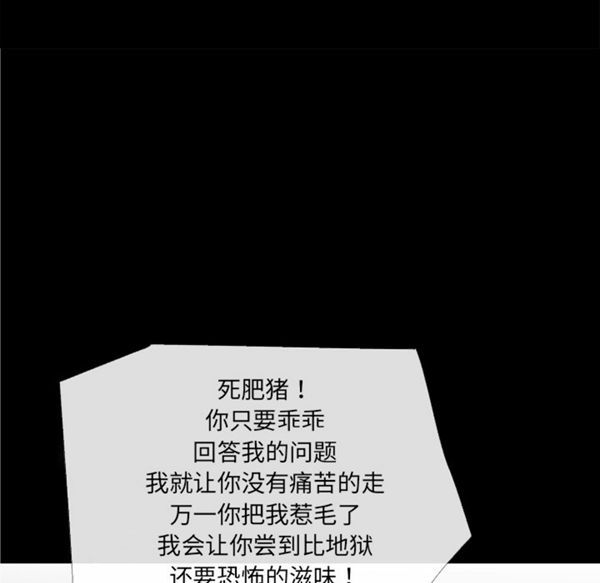 死肥猪！
你只要乖乖
回答我的问题
我就让你没有痛苦的走
万一你把我惹毛了
我会让你尝到比地狱
还要恐怖的滋味！